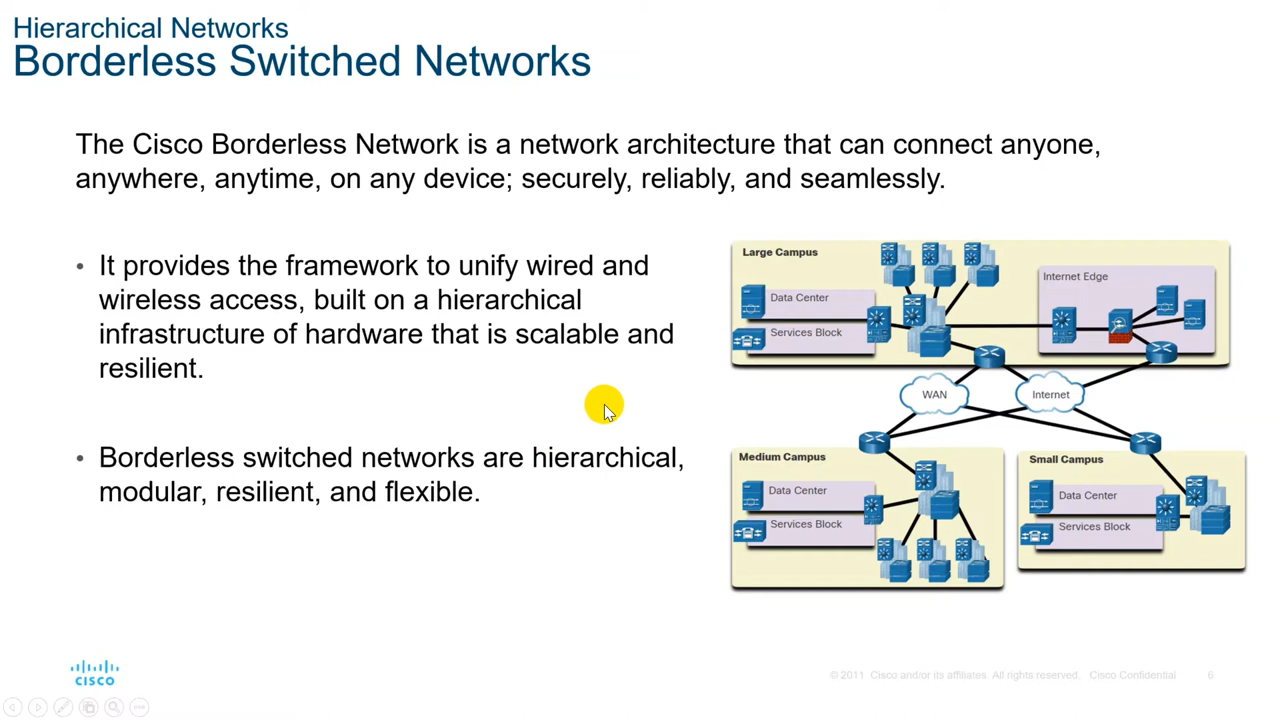 Hierarchical Networks
Borderless Switched Networks
The Cisco Borderless Network is a network architecture that can connect anyone,
anywhere, anytime, on any device; securely, reliably, and seamlessly.
• It provides the framework to unify wired and
wireless access, built on a hierarchical
infrastructure of hardware that is scalable and
resilient.
• Borderless switched networks are hierarchical,
modular, resilient, and flexible.
Large Campus
Data Center
Services Block
Internet Edge
WAN
Internet
Medium Campus
Data Center
Services Block
Small Campus
Data Center
Services Block
CISCO
© 2011 Cisco and/or its affiliates. All rights reserved. Cisco Confidential 6